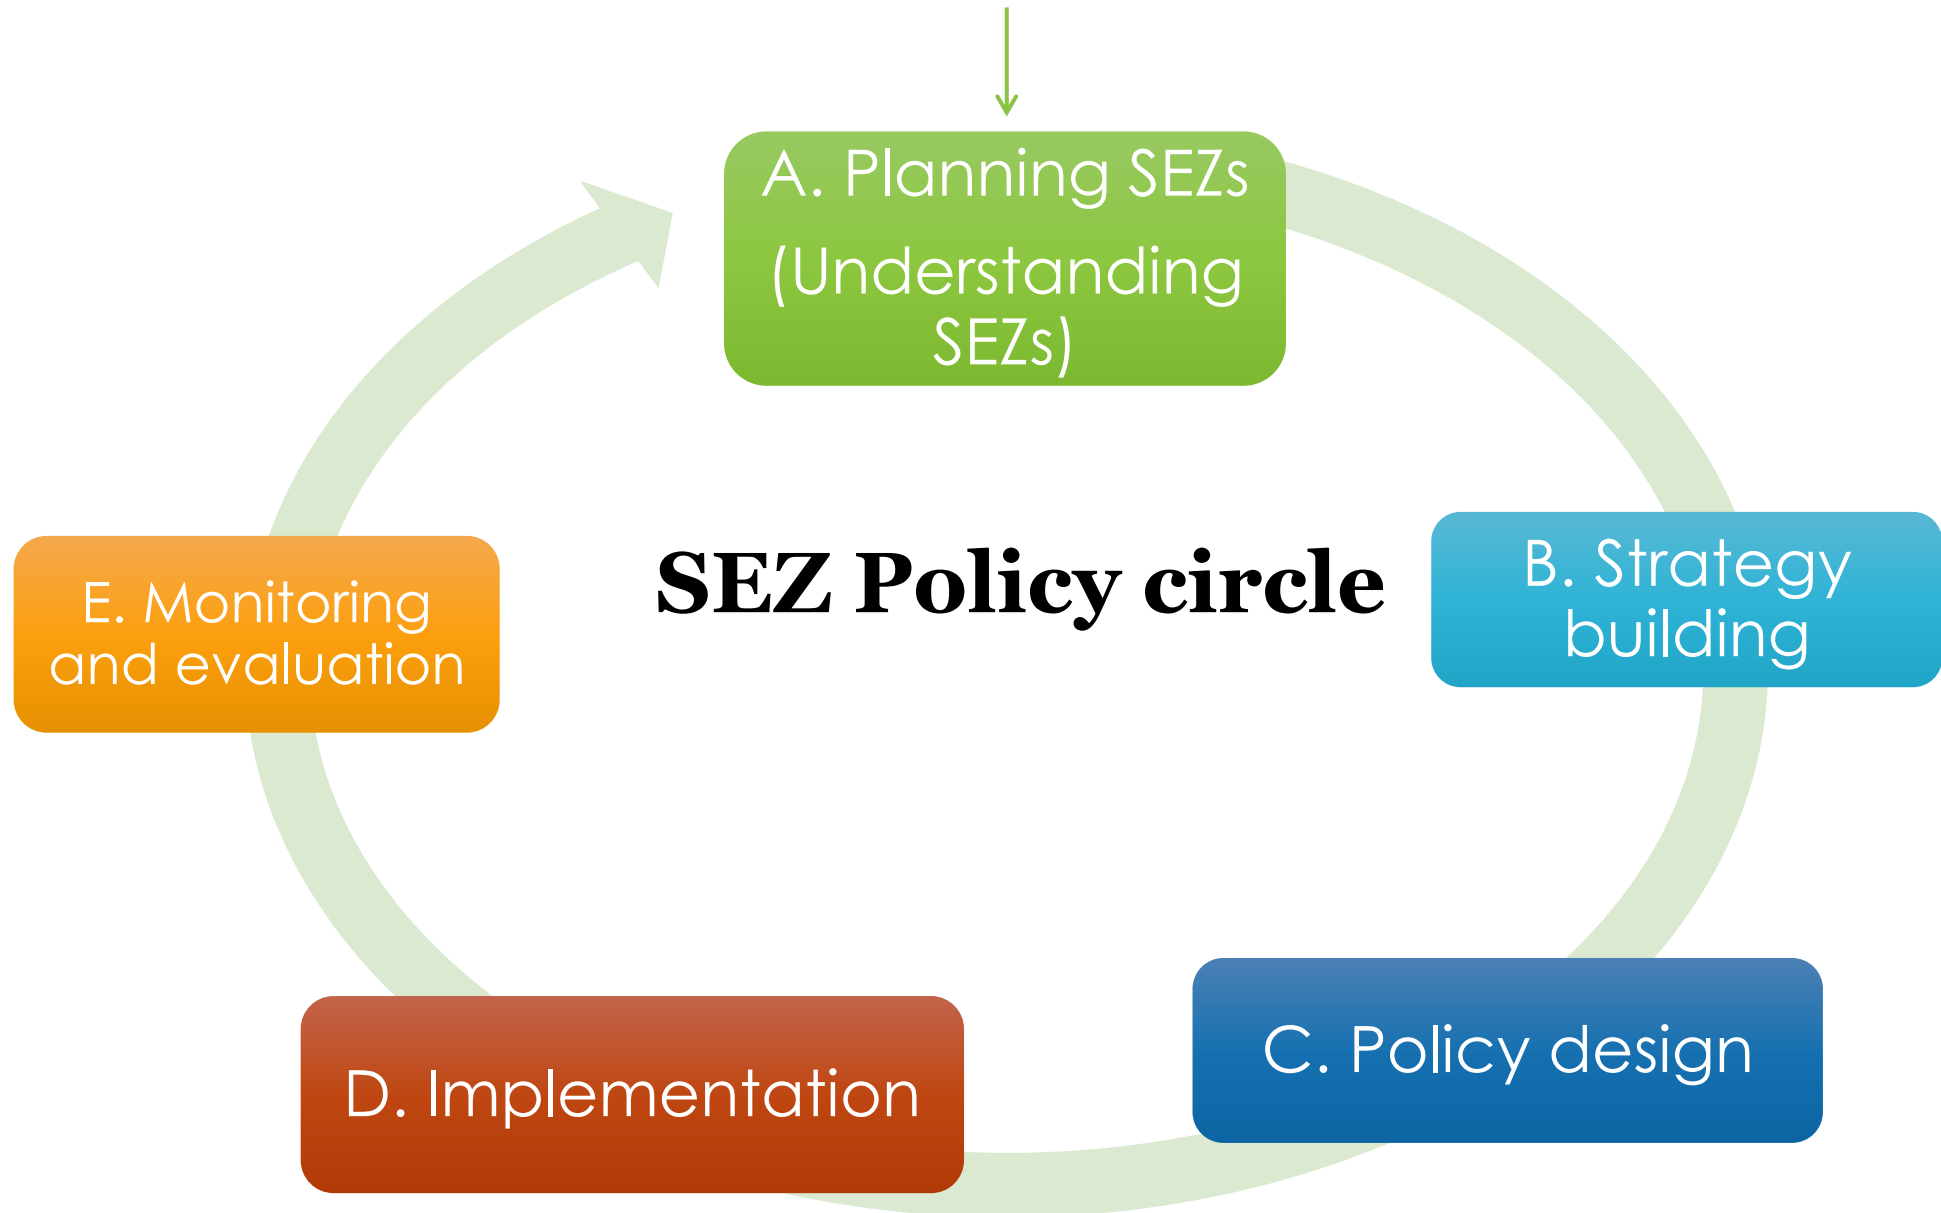 A. Planning SEZs
(Understanding
SEZs)
SEZ Policy circle
B. Strategy
building
E. Monitoring
and evaluation
C. Policy design
D. Implementation